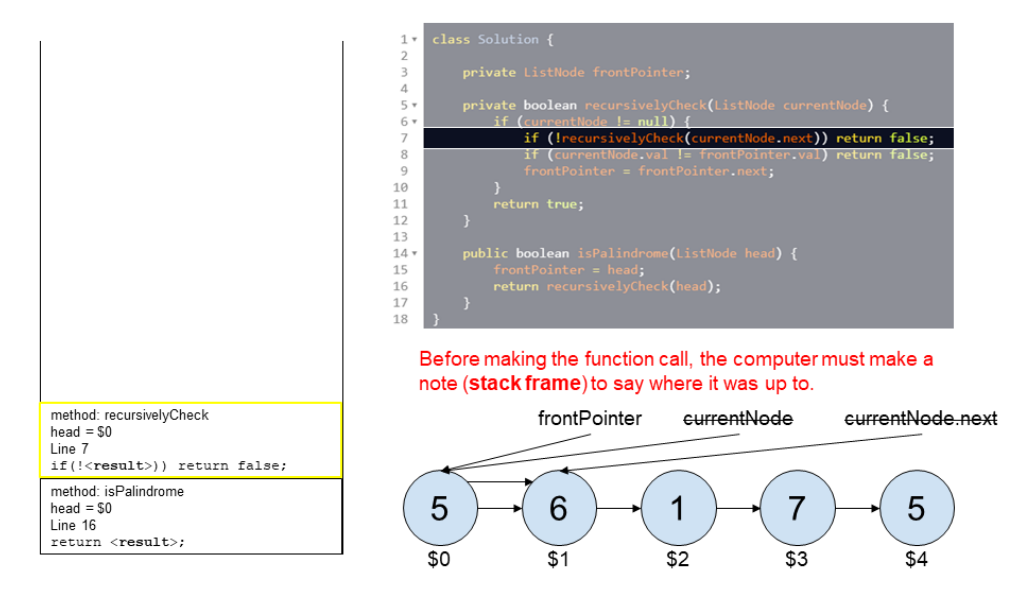 1 class Solution {
2
3     private ListNode frontPointer;
4
5     private boolean recursivelyCheck(ListNode currentNode) {
6         if (currentNode != null) {
7             if (!recursivelyCheck(currentNode.next)) return false;
8             if (currentNode.val != frontPointer.val) return false;
9             frontPointer = frontPointer.next;
10         }
11         return true;
12     }
13
14     public boolean isPalindrome(ListNode head) {
15         frontPointer = head;
16         return recursivelyCheck(head);
17     }
18 }
Before making the function call, the computer must make a
note (stack frame) to say where it was up to.
method: recursivelyCheck
head = $0
Line 7
if(!<result>)) return false;
method: isPalindrome
head = $0
Line 16
return <result>;
frontPointer currentNode currentNode.next
5 6 1 7 5
$0 $1 $2 $3 $4